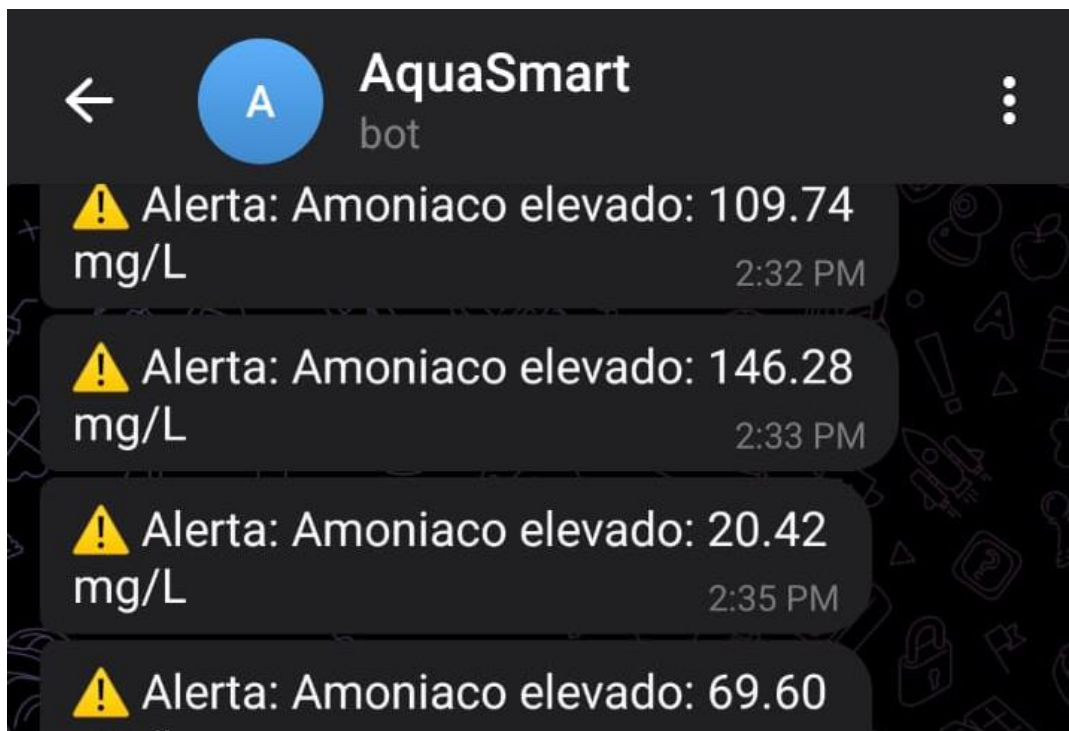 A
AquaSmart
bot
⚠️ Alerta: Amoniaco elevado: 109.74
mg/L
2:32 PM
⚠️ Alerta: Amoniaco elevado: 146.28
mg/L
2:33 PM
⚠️ Alerta: Amoniaco elevado: 20.42
mg/L
2:35 PM
⚠️ Alerta: Amoniaco elevado: 69.60